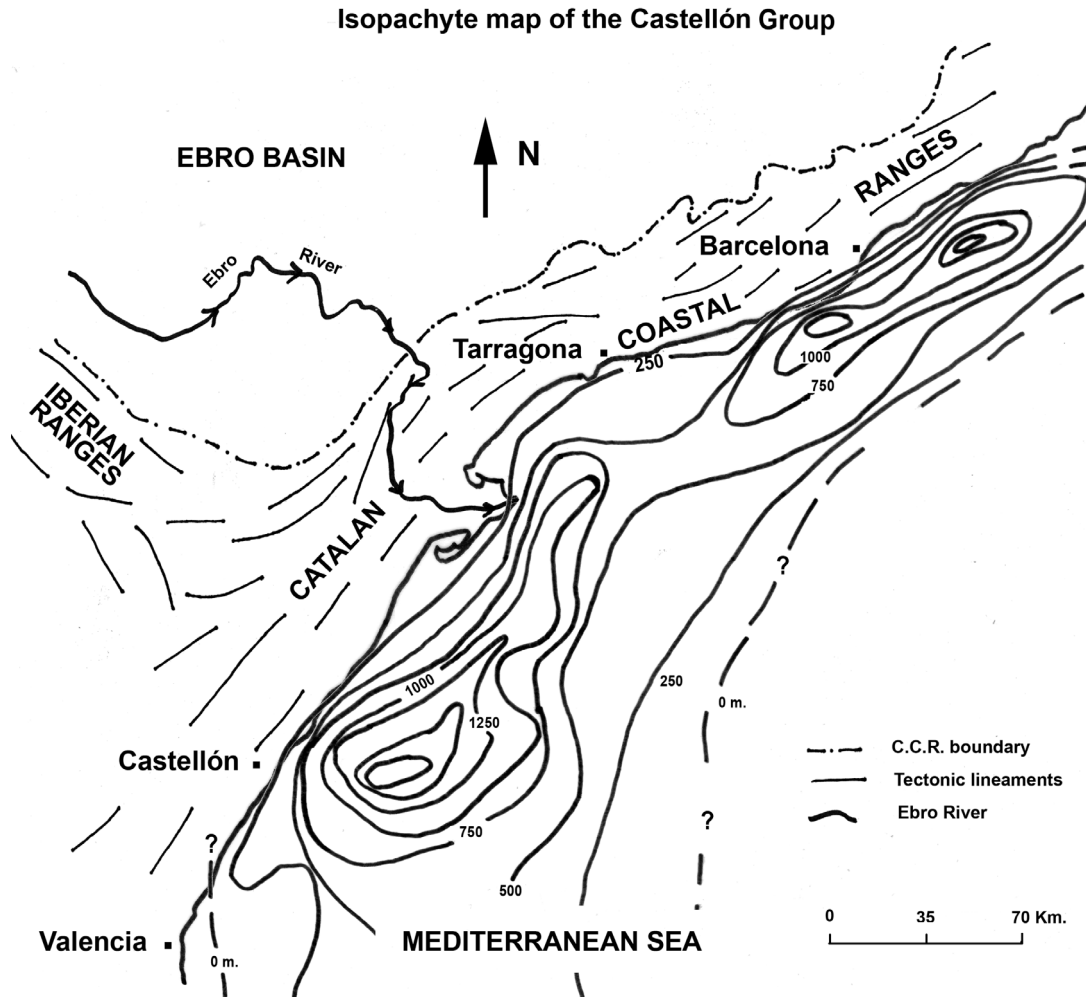 Isopachyte map of the Castellón Group
EBRO BASIN
N
RANGES
Barcelona
Ebro
River
COASTAL
Tarragona
250
1000
750
IBERIAN
RANGES
CATALAN
?
1000
250
0 m.
1250
C.C.R. boundary
Castellón
Tectonic lineaments
Ebro River
750
?
?
500
0 35 70 Km.
Valencia
MEDITERRANEAN SEA
0 m.